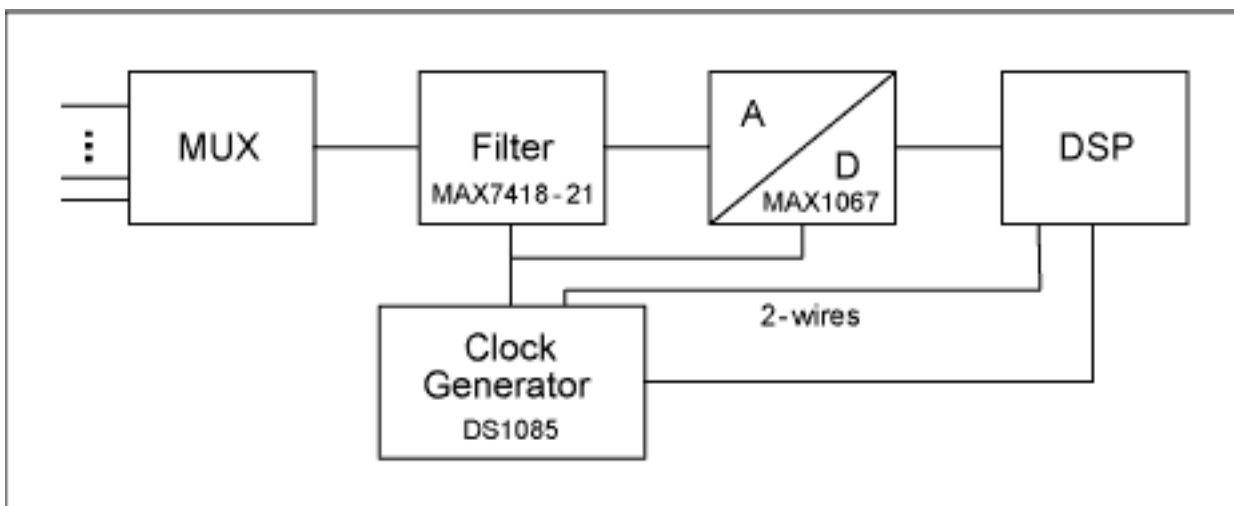 MUX
Filter
MAX7418-21
A
D
MAX1067
DSP
2-wires
Clock
Generator
DS1085